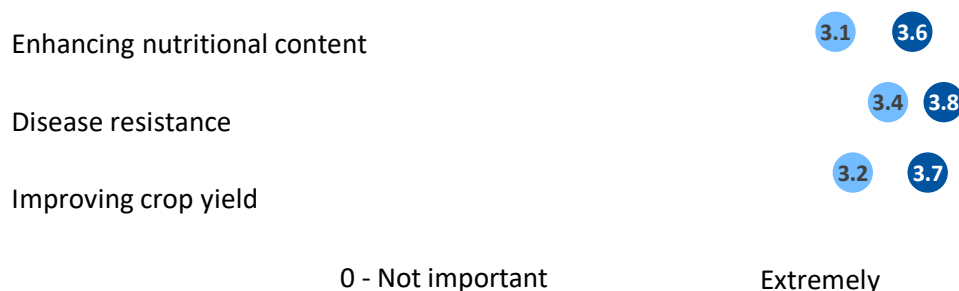 Enhancing nutritional content 3.1 3.6
Disease resistance 3.4 3.8
Improving crop yield 3.2 3.7
0 - Not important Extremely